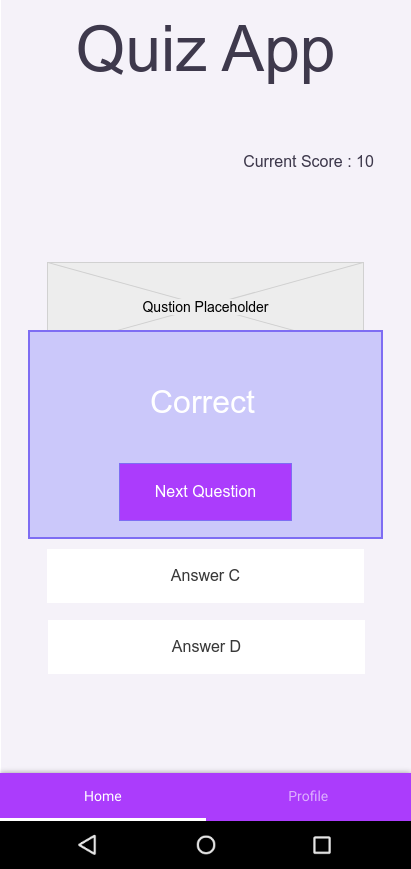 Quiz App
Current Score : 10
Qustion Placeholder
Correct
Next Question
Answer C
Answer D
Home
Profile